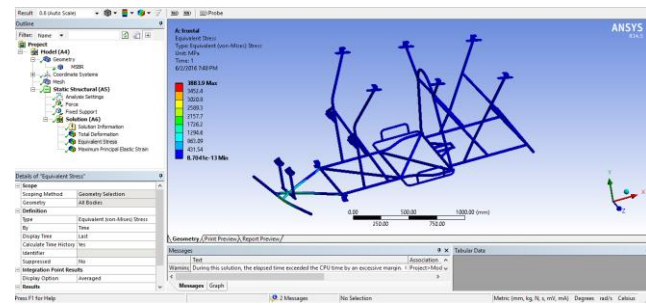 Result 0.0 (Auto Scale)
Probe
Outline
Filter: Name
Project
Model (A4)
Geometry
MSBR
Coordinate Systems
Mesh
Static Structural (A5)
Analysis Settings
Force
Fixed Support
Solution (A6)
Solution Information
Total Deformation
Equivalent Stress
Maximum Principal Elastic Strain
Details of "Equivalent Stress"
Scope
Scoping Method Geometry Selection
Geometry All Bodies
Definition
Type Equivalent (von-Mises) Stress
By Time
Display Time Last
Calculate Time History Yes
Identifier
Suppressed No
Integration Point Results
Display Option Averaged
Results
A: frontal
Equivalent Stress
Type: Equivalent (von-Mises) Stress
Unit: MPa
Time: 1
3883.9 Max
3452.4
3020.8
2589.3
2157.7
1726.2
1294.6
863.09
431.54
8.7041e-13 Min
ANSYS
0.00 500.00 1000.00 (mm)
250.00 750.00
Geometry / Print Preview / Report Preview /
Messages
Text Association
Warning During this solution, the elapsed time exceeded the CPU time by an excessive margin. Project>Mod
Messages Graph
Tabular Data
Press F1 for Help
2 Messages
No Selection
Metric (mm, kg, N, s, mV, mA) Degrees rad/s Celsius